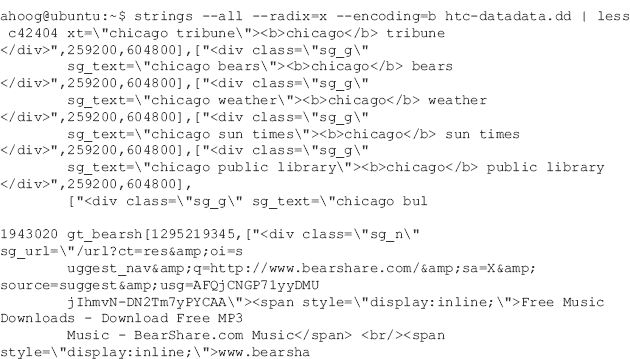 ahoog@ubuntu:~$ strings --all --radix=x --encoding=b htc-datadata.dd | less
c42404 xt=\"chicago tribune\"><b>chicago</b> tribune
</div>",259200,604800],["<div class=\"sg_g\"
sg_text=\"chicago bears\"><b>chicago</b> bears
</div>",259200,604800],["<div class=\"sg_g\"
sg_text=\"chicago weather\"><b>chicago</b> weather
</div>",259200,604800],["<div class=\"sg_g\"
sg_text=\"chicago sun times\"><b>chicago</b> sun times
</div>",259200,604800],["<div class=\"sg_g\"
sg_text=\"chicago public library\"><b>chicago</b> public library
</div>",259200,604800],
["<div class=\"sg_g\" sg_text=\"chicago bul
1943020 gt_bearsh[1295219345,["<div class=\"sg_n\"
sg_url=\"/url?ct=res&amp;oi=s
uggest_nav&amp;q=http://www.bearshare.com/&amp;sa=X&amp;
source=suggest&amp;usg=AFQjCNGP71yyDMU
jIhmvN-DN2Tm7yPYCAA\"><span style=\"display:inline;\">Free Music
Downloads - Download Free MP3
Music - BearShare.com Music</span> <br/><span
style=\"display:inline;\">www.bearsha